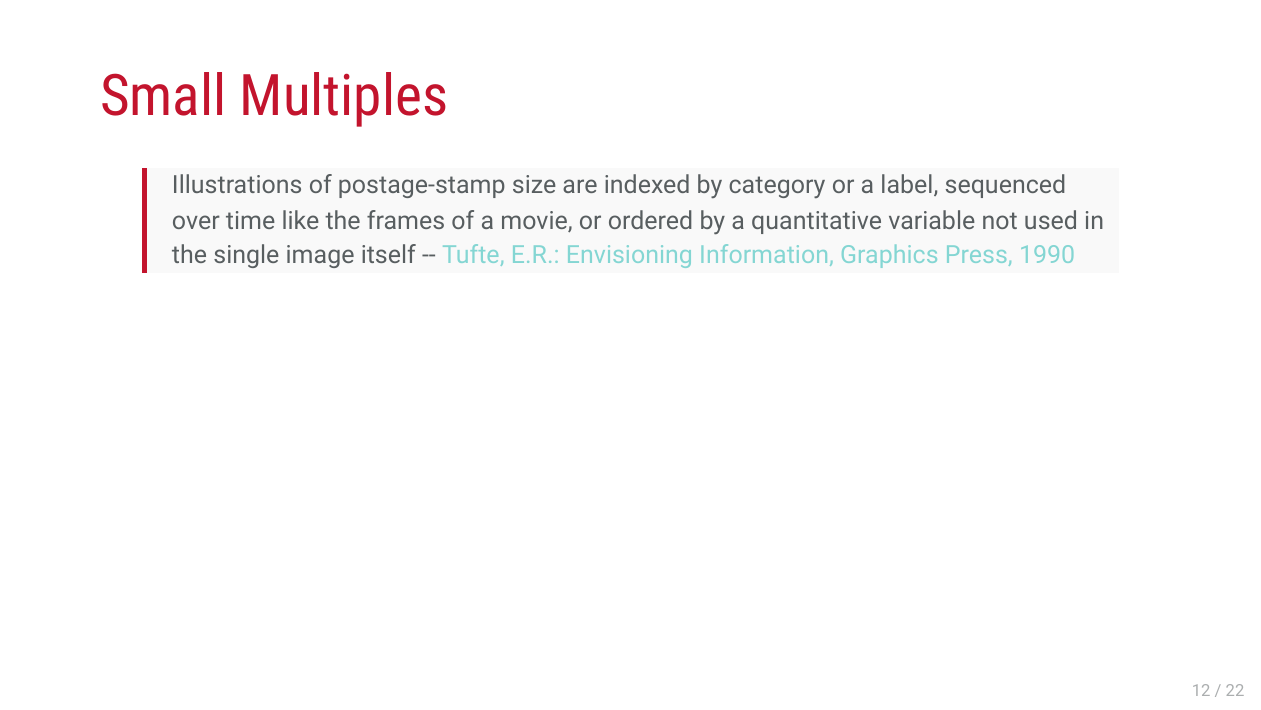 Small Multiples
Illustrations of postage-stamp size are indexed by category or a label, sequenced
over time like the frames of a movie, or ordered by a quantitative variable not used in
the single image itself -- Tufte, E.R.: Envisioning Information, Graphics Press, 1990
12 / 22